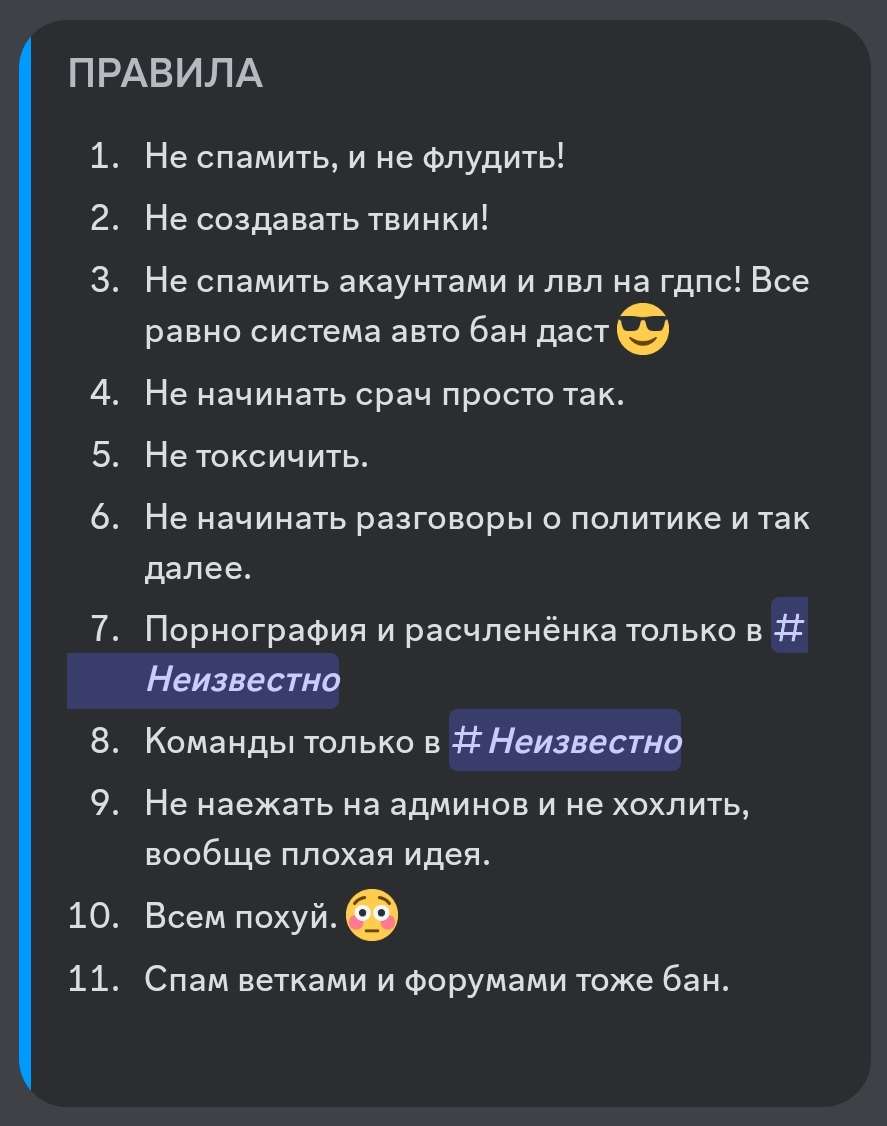 ПРАВИЛА
1. Не спамить, и не флудить!
2. Не создавать твинки!
3. Не спамить акаунтами и лвл на гдпс! Все
равно система авто бан даст 😎
4. Не начинать срач просто так.
5. Не токсичить.
6. Не начинать разговоры о политике и так
далее.
7. Порнография и расчленёнка только в #
Неизвестно
8. Команды только в # Неизвестно
9. Не наежать на админов и не хохлить,
вообще плохая идея.
10. Всем похуй. 😳
11. Спам ветками и форумами тоже бан.